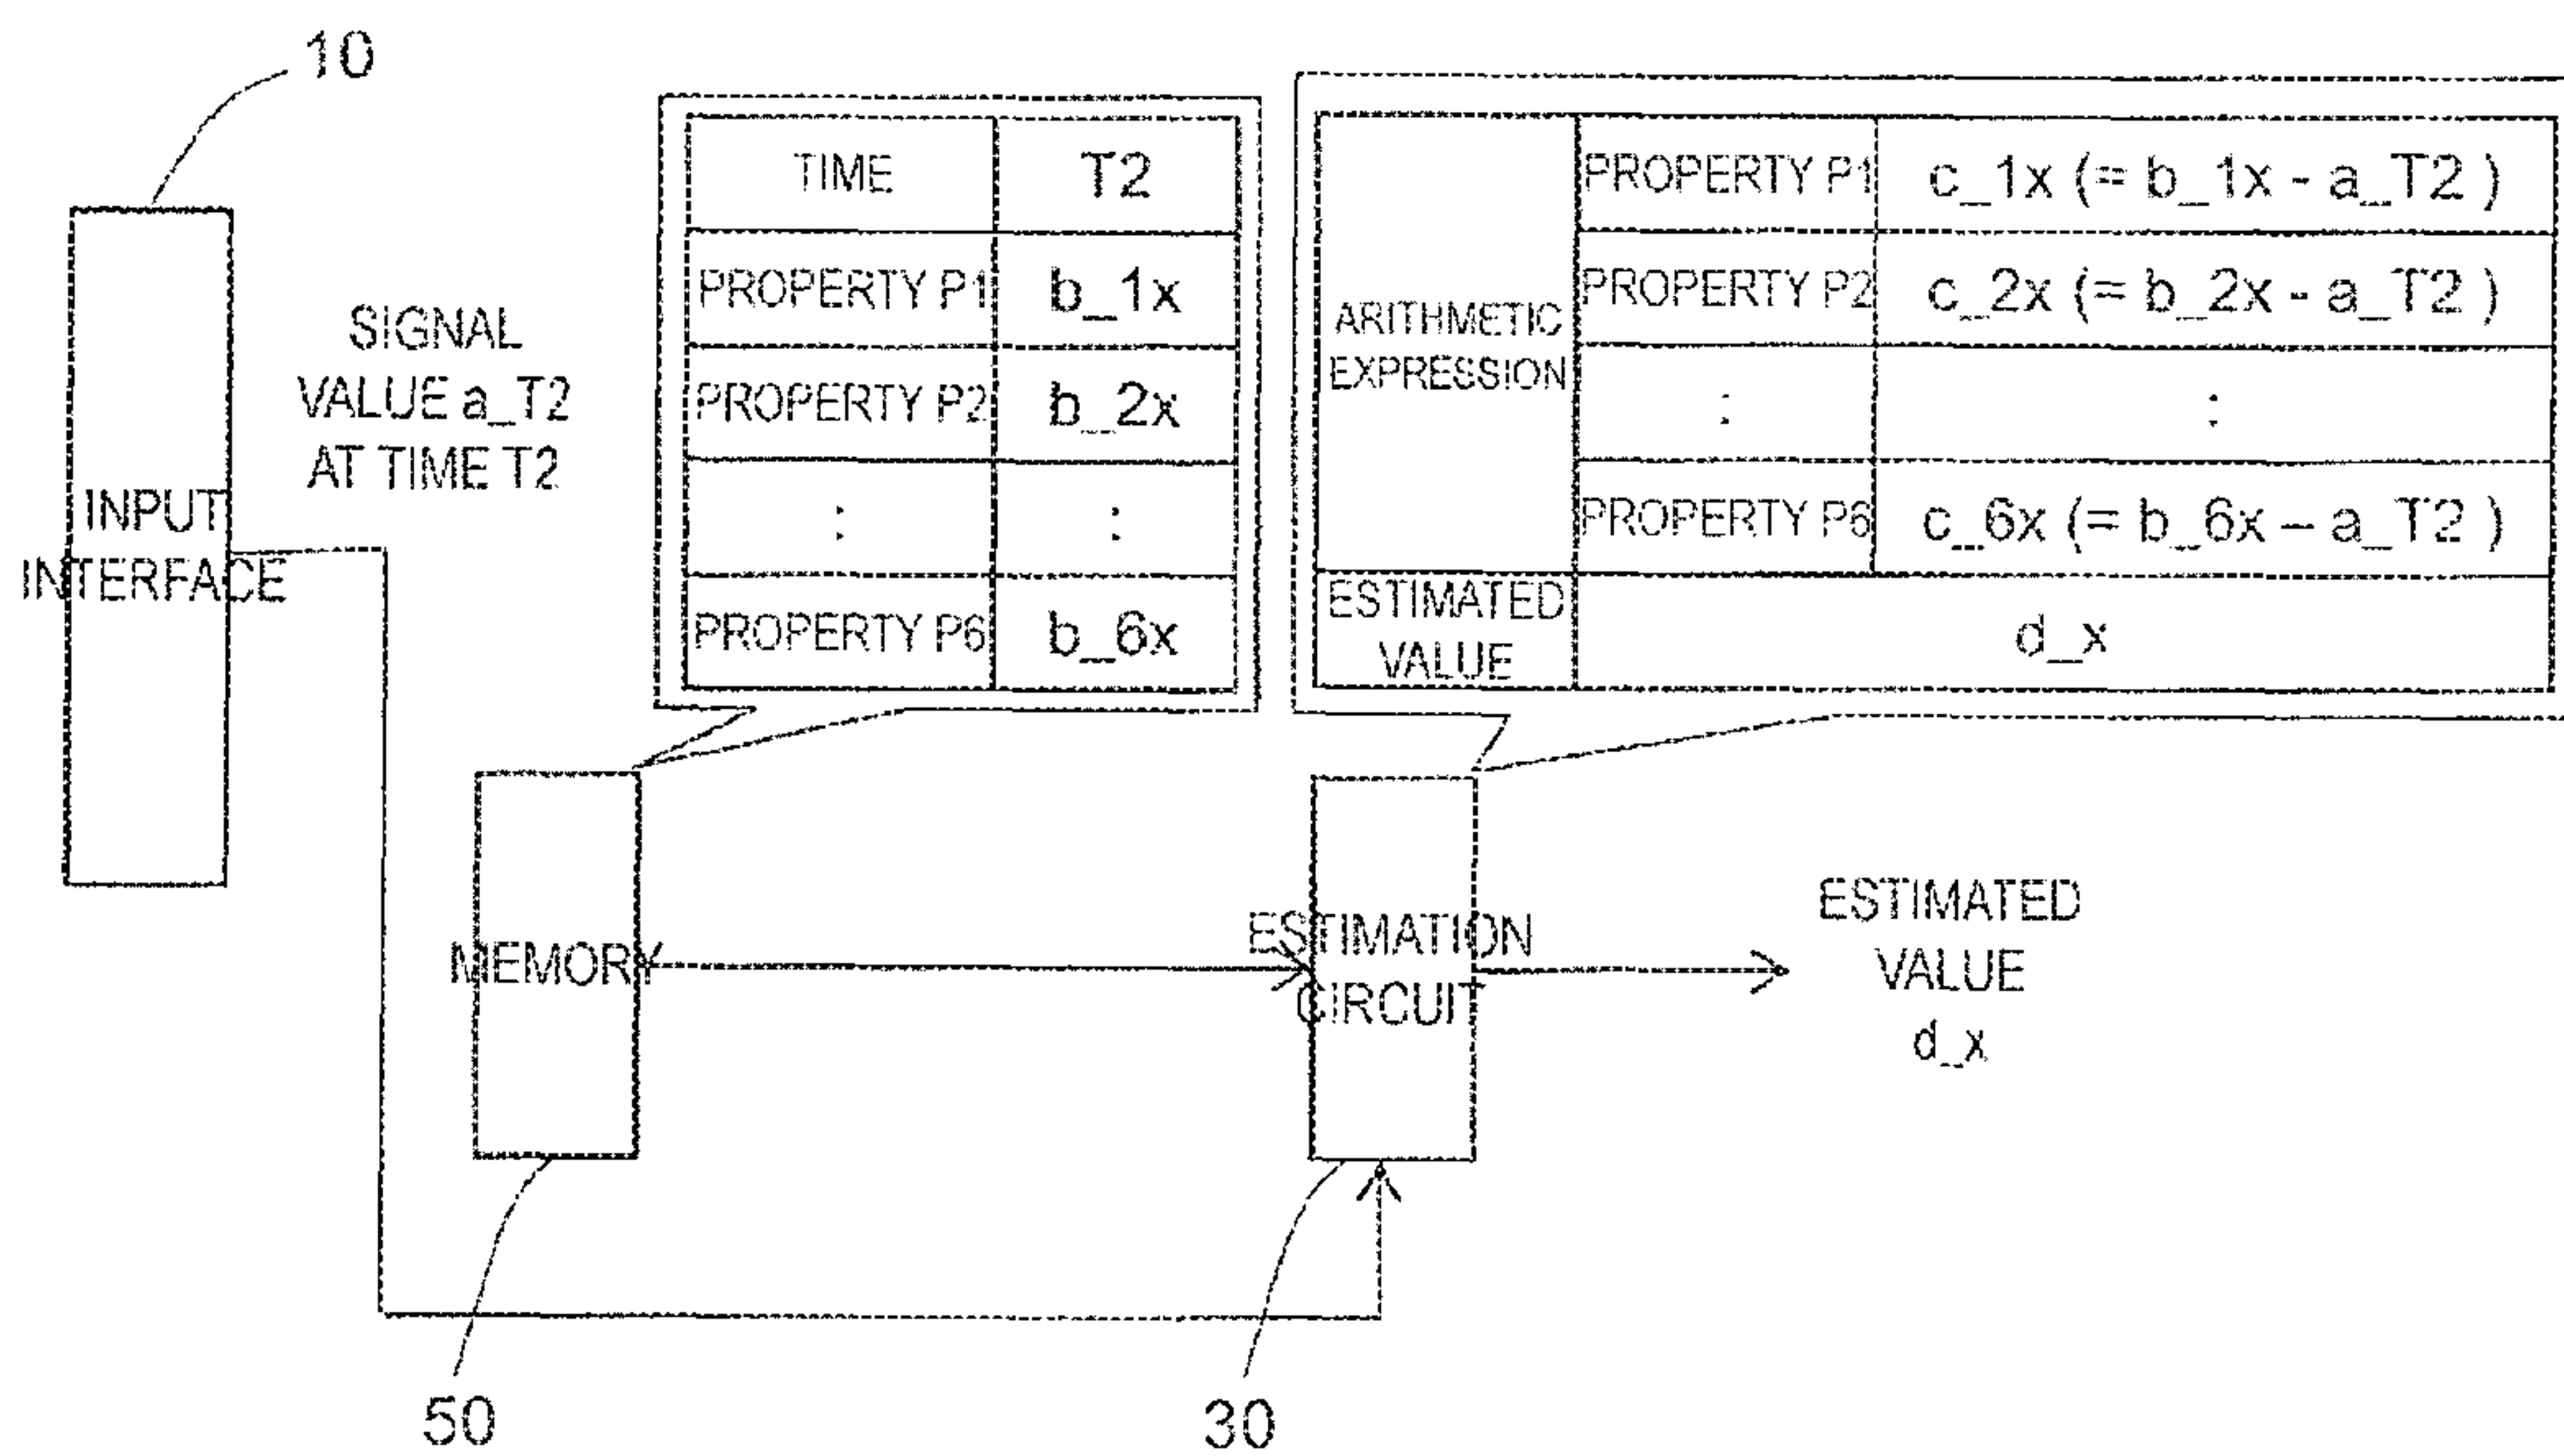 10
INPUT
INTERFACE
SIGNAL
VALUE a_T2
AT TIME T2
TIME T2
PROPERTY P1 b_1x
PROPERTY P2 b_2x
: :
PROPERTY P6 b_6x
ARITHMETIC
EXPRESSION
PROPERTY P1 c_1x (= b_1x - a_T2 )
PROPERTY P2 c_2x (= b_2x - a_T2 )
: :
PROPERTY P6 c_6x (= b_6x – a_T2 )
ESTIMATED
VALUE
d_x
MEMORY
ESTIMATION
CIRCUIT
ESTIMATED
VALUE
d_x
50
30